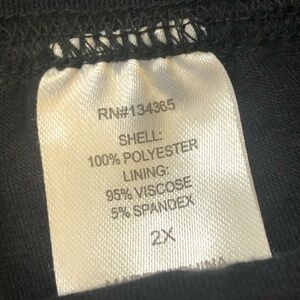 RN#134365
SHELL:
100% POLYESTER
LINING:
95% VISCOSE
5% SPANDEX
2X